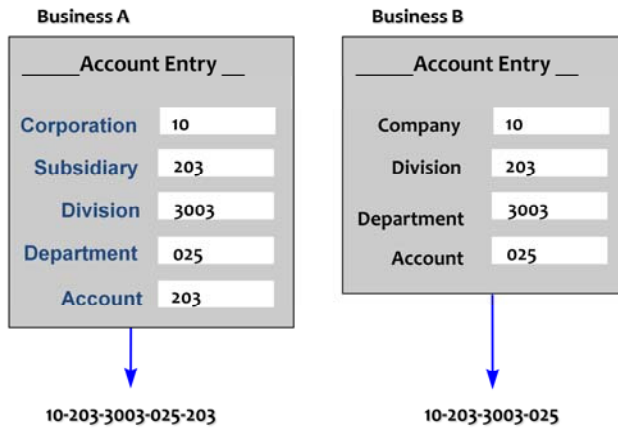 Business A
_____Account Entry __
Corporation 10
Subsidiary 203
Division 3003
Department 025
Account 203
10-203-3003-025-203
Business B
_____Account Entry __
Company 10
Division 203
Department 3003
Account 025
10-203-3003-025